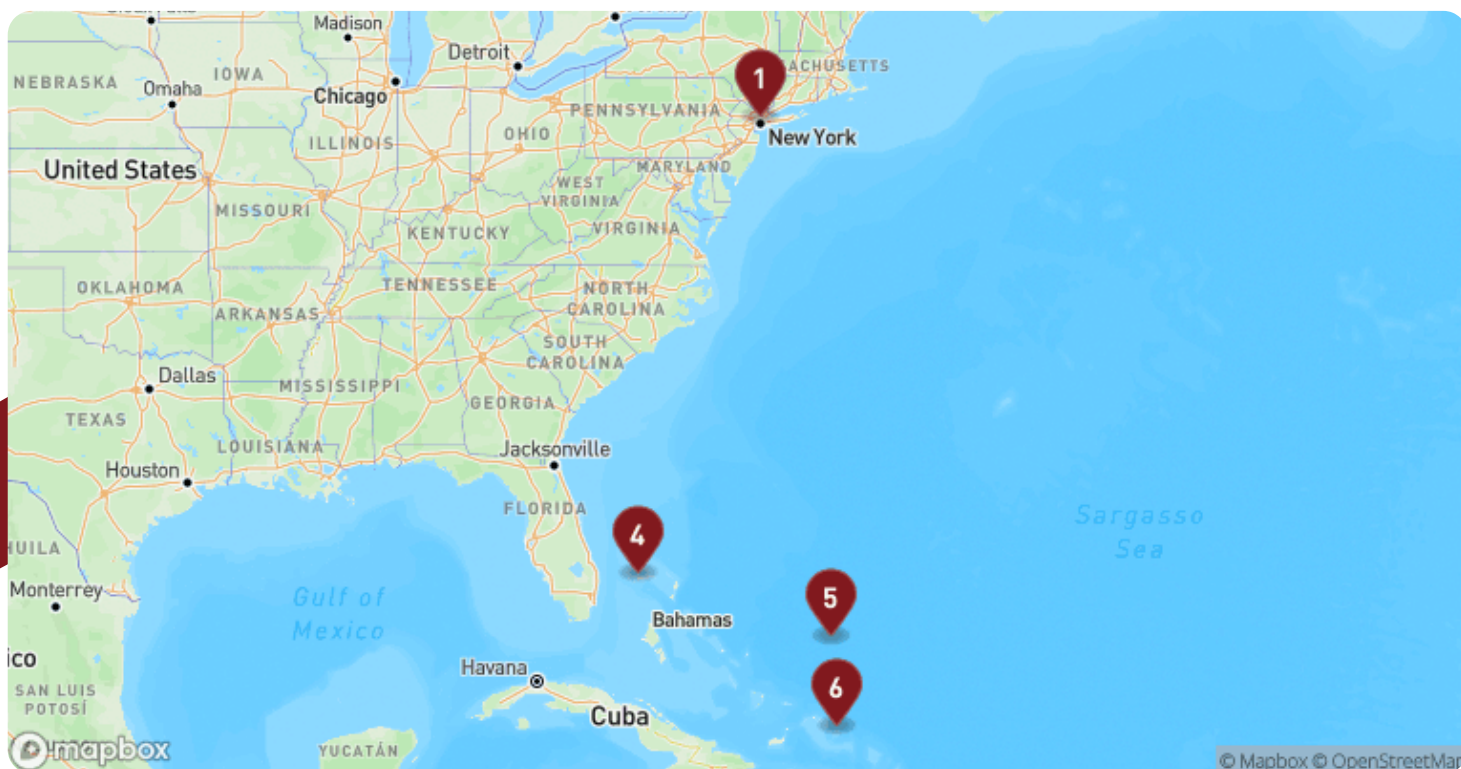 Madison
Detroit
NEBRASKA
IOWA
Omaha
Chicago
1
ACHUSETTS
PENNSYLVANIA
New York
ILLINOIS
OHIO
United States
MARYLAND
WEST
VIRGINIA
MISSOURI
KENTUCKY
VIRGINIA
OKLAHOMA
TENNESSEE
NORTH
CAROLINA
ARKANSAS
SOUTH
CAROLINA
Dallas
MISSISSIPPI
GEORGIA
TEXAS
LOUISIANA
Jacksonville
Houston
FLORIDA
Sargasso
Sea
4
HUILA
Monterrey
Gulf of
Mexico
5
Bahamas
ico
Havana
6
SAN LUIS
POTOSÍ
Cuba
mapbox
YUCATÁN
© Mapbox © OpenStreetMap